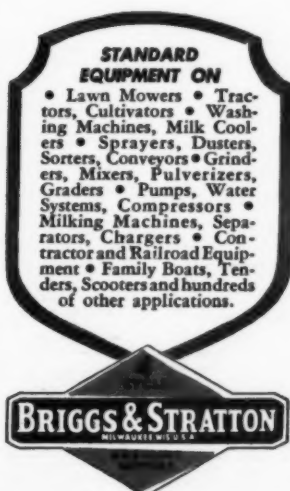 STANDARD
EQUIPMENT ON
• Lawn Mowers • Trac-
tors, Cultivators • Wash-
ing Machines, Milk Cool-
ers • Sprayers, Dusters,
Sorters, Conveyors • Grind-
ers, Mixers, Pulverizers,
Graders • Pumps, Water
Systems, Compressors •
Milking Machines, Sepa-
rators, Chargers • Con-
tractor and Railroad Equip-
ment • Family Boats, Ten-
ders, Scooters and hundreds
of other applications.
BRIGGS & STRATTON
MILWAUKEE WIS U S A